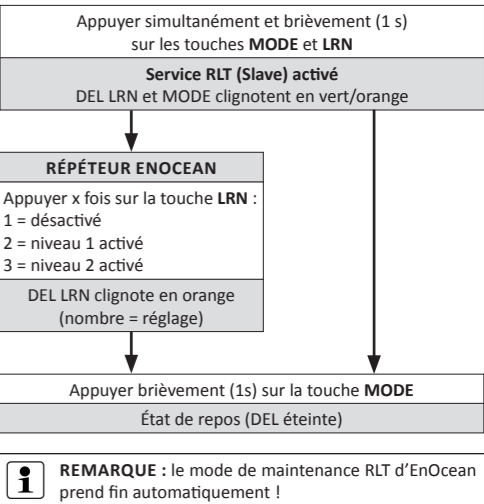 Appuyer simultanément et brièvement (1 s)
sur les touches MODE et LRN
Service RLT (Slave) activé
DEL LRN et MODE clignotent en vert/orange
RÉPÉTEUR ENOCEAN
Appuyer x fois sur la touche LRN :
1 = désactivé
2 = niveau 1 activé
3 = niveau 2 activé
DEL LRN clignote en orange
(nombre = réglage)
Appuyer brièvement (1s) sur la touche MODE
État de repos (DEL éteinte)
REMARQUE : le mode de maintenance RLT d’EnOcean
prend fin automatiquement !